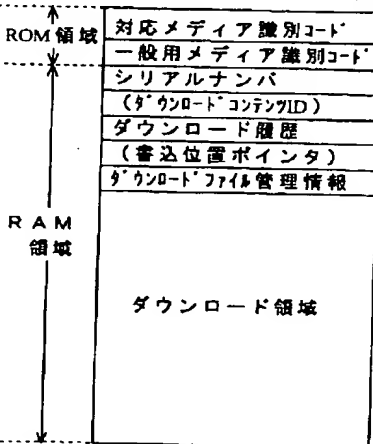 ROM領域
対応メディア識別コード
一般用メディア識別コード
シリアルナンバ
(ダウンロードコンテンツID)
ダウンロード履歴
(書込位置ポインタ)
ダウンロードファイル管理情報
RAM
領域
ダウンロード領域